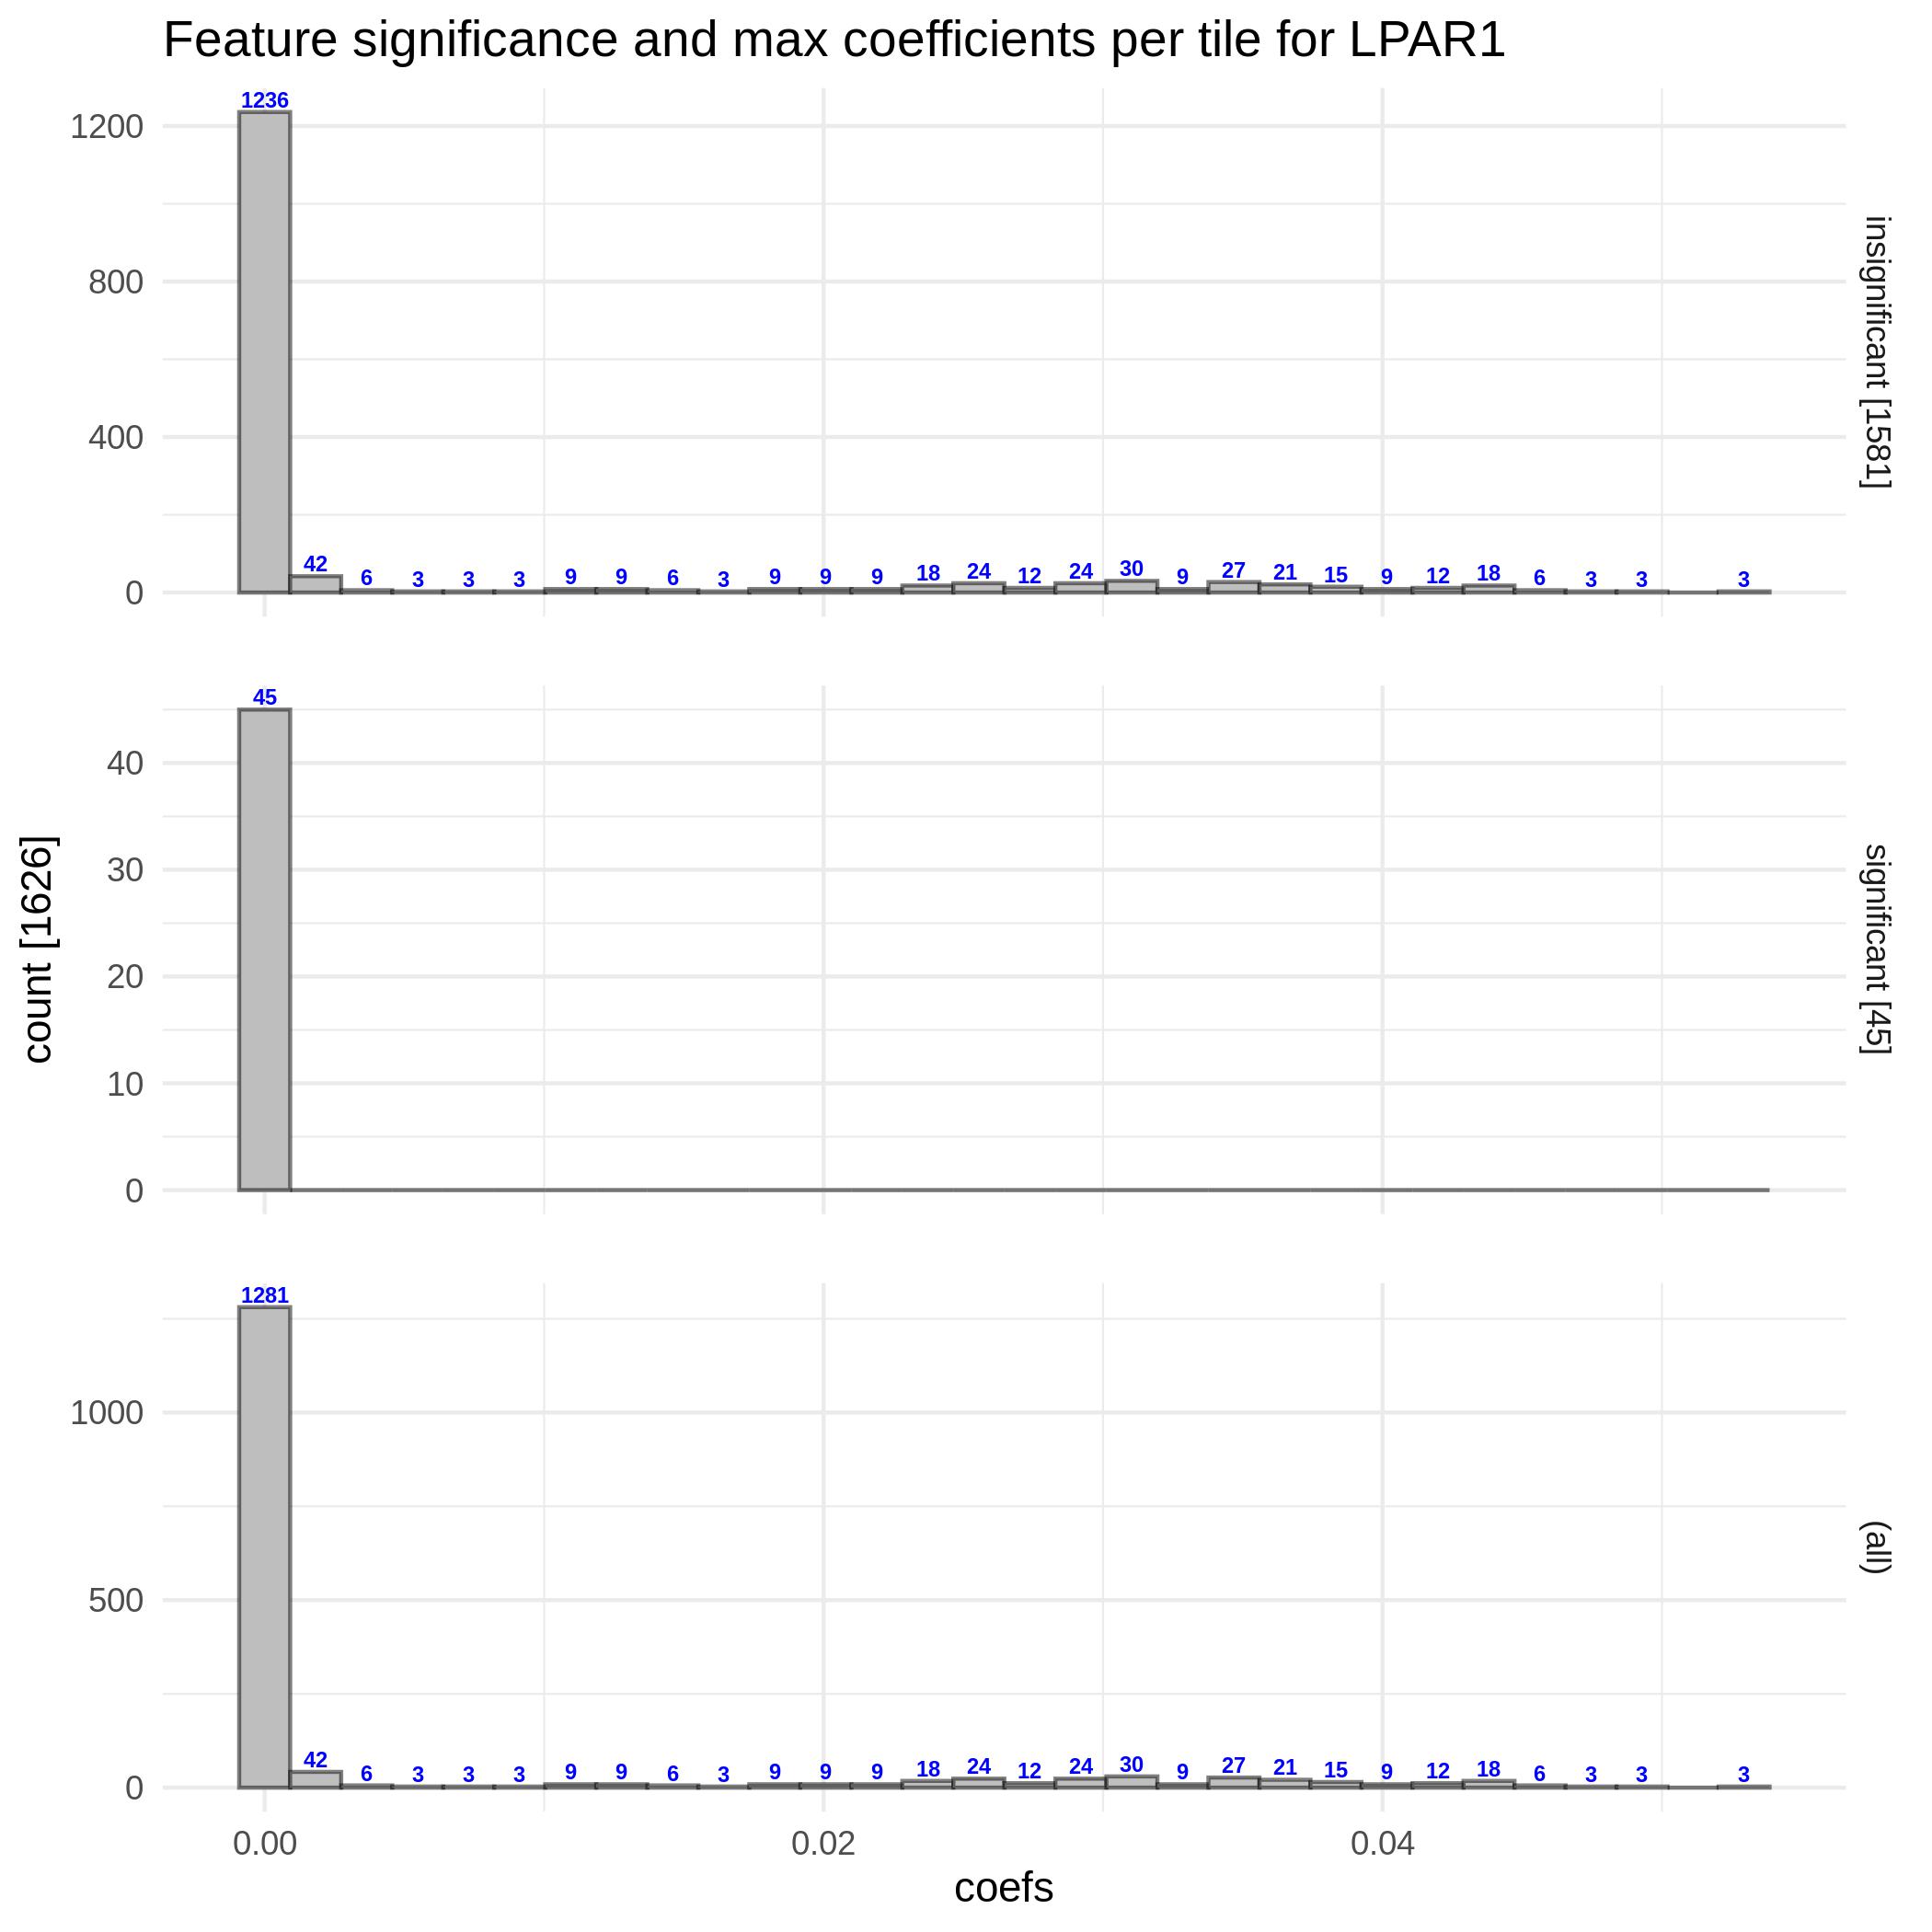 Feature significance and max coefficients per tile for LPAR1
1236
1200
800
400
0
42 6 3 3 3 9 9 6 3 9 9 9 18 24 12 24 30 9 27 21 15 9 12 18 6 3 3 3
insignificant [1581]
45
40
30
20
10
0
significant [45]
count [1626]
1281
1000
500
0
42 6 3 3 3 9 9 6 3 9 9 9 18 24 12 24 30 9 27 21 15 9 12 18 6 3 3 3
(all)
0.00 0.02 0.04
coefs